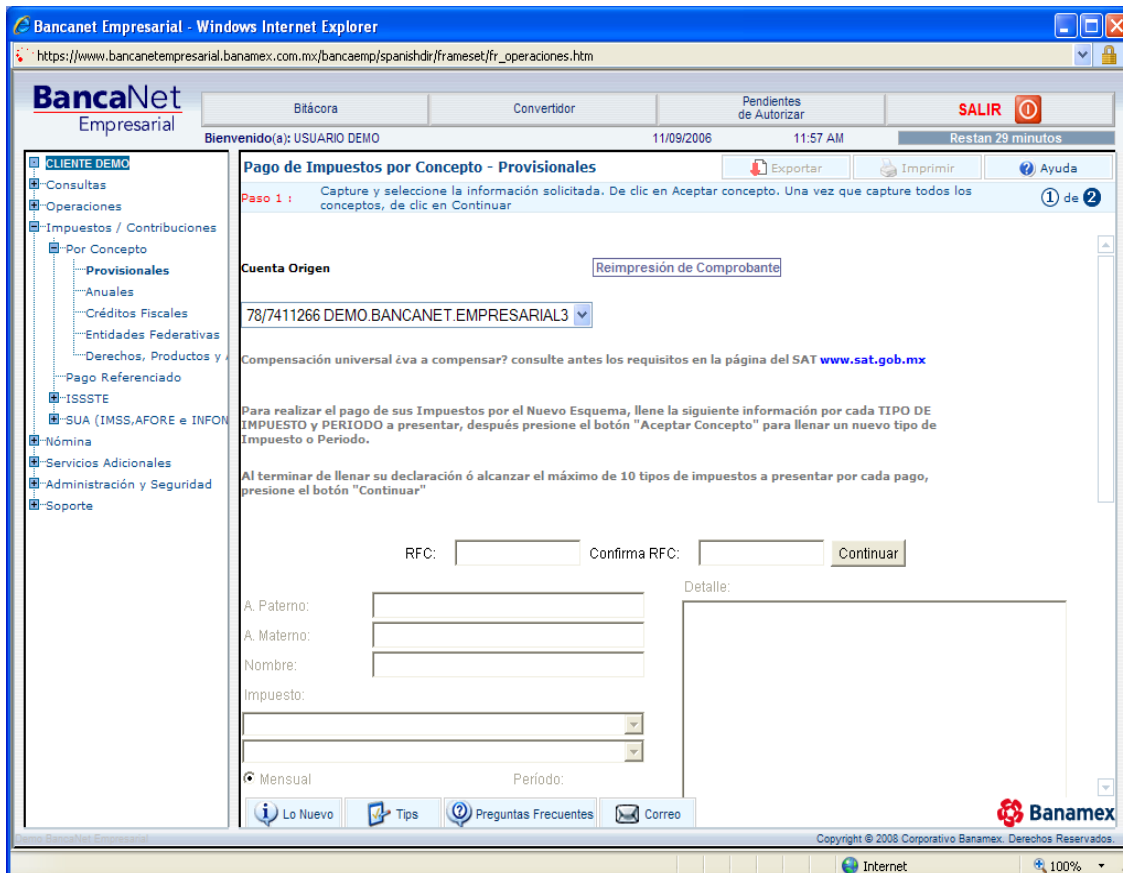 Bancanet Empresarial - Windows Internet Explorer
https://www.bancanetempresarial.banamex.com.mx/bancaemp/spanishdir/frameset/fr_operaciones.htm
BancaNet
Empresarial
Bitácora
Convertidor
Pendientes
de Autorizar
SALIR
Bienvenido(a): USUARIO DEMO
11/09/2006
11:57 AM
Restan 29 minutos
CLIENTE DEMO
Consultas
Operaciones
Impuestos / Contribuciones
Por Concepto
Provisionales
Anuales
Créditos Fiscales
Entidades Federativas
Derechos, Productos y A
Pago Referenciado
ISSSTE
SUA (IMSS,AFORE e INFON
Nómina
Servicios Adicionales
Administración y Seguridad
Soporte
Pago de Impuestos por Concepto - Provisionales
Exportar
Imprimir
Ayuda
Paso 1 :
Capture y seleccione la información solicitada. De clic en Aceptar concepto. Una vez que capture todos los
conceptos, de clic en Continuar
1 de 2
Cuenta Origen
Reimpresión de Comprobante
78/7411266 DEMO.BANCANET.EMPRESARIAL3
Compensación universal ¿va a compensar? consulte antes los requisitos en la página del SAT www.sat.gob.mx
Para realizar el pago de sus Impuestos por el Nuevo Esquema, llene la siguiente información por cada TIPO DE
IMPUESTO y PERIODO a presentar, después presione el botón "Aceptar Concepto" para llenar un nuevo tipo de
Impuesto o Periodo.
Al terminar de llenar su declaración ó alcanzar el máximo de 10 tipos de impuestos a presentar por cada pago,
presione el botón "Continuar"
RFC:
Confirma RFC:
Continuar
Detalle:
A. Paterno:
A. Materno:
Nombre:
Impuesto:
Mensual
Período:
Lo Nuevo
Tips
Preguntas Frecuentes
Correo
Banamex
Demo BancaNet Empresarial
Copyright © 2008 Corporativo Banamex. Derechos Reservados.
Internet
100%